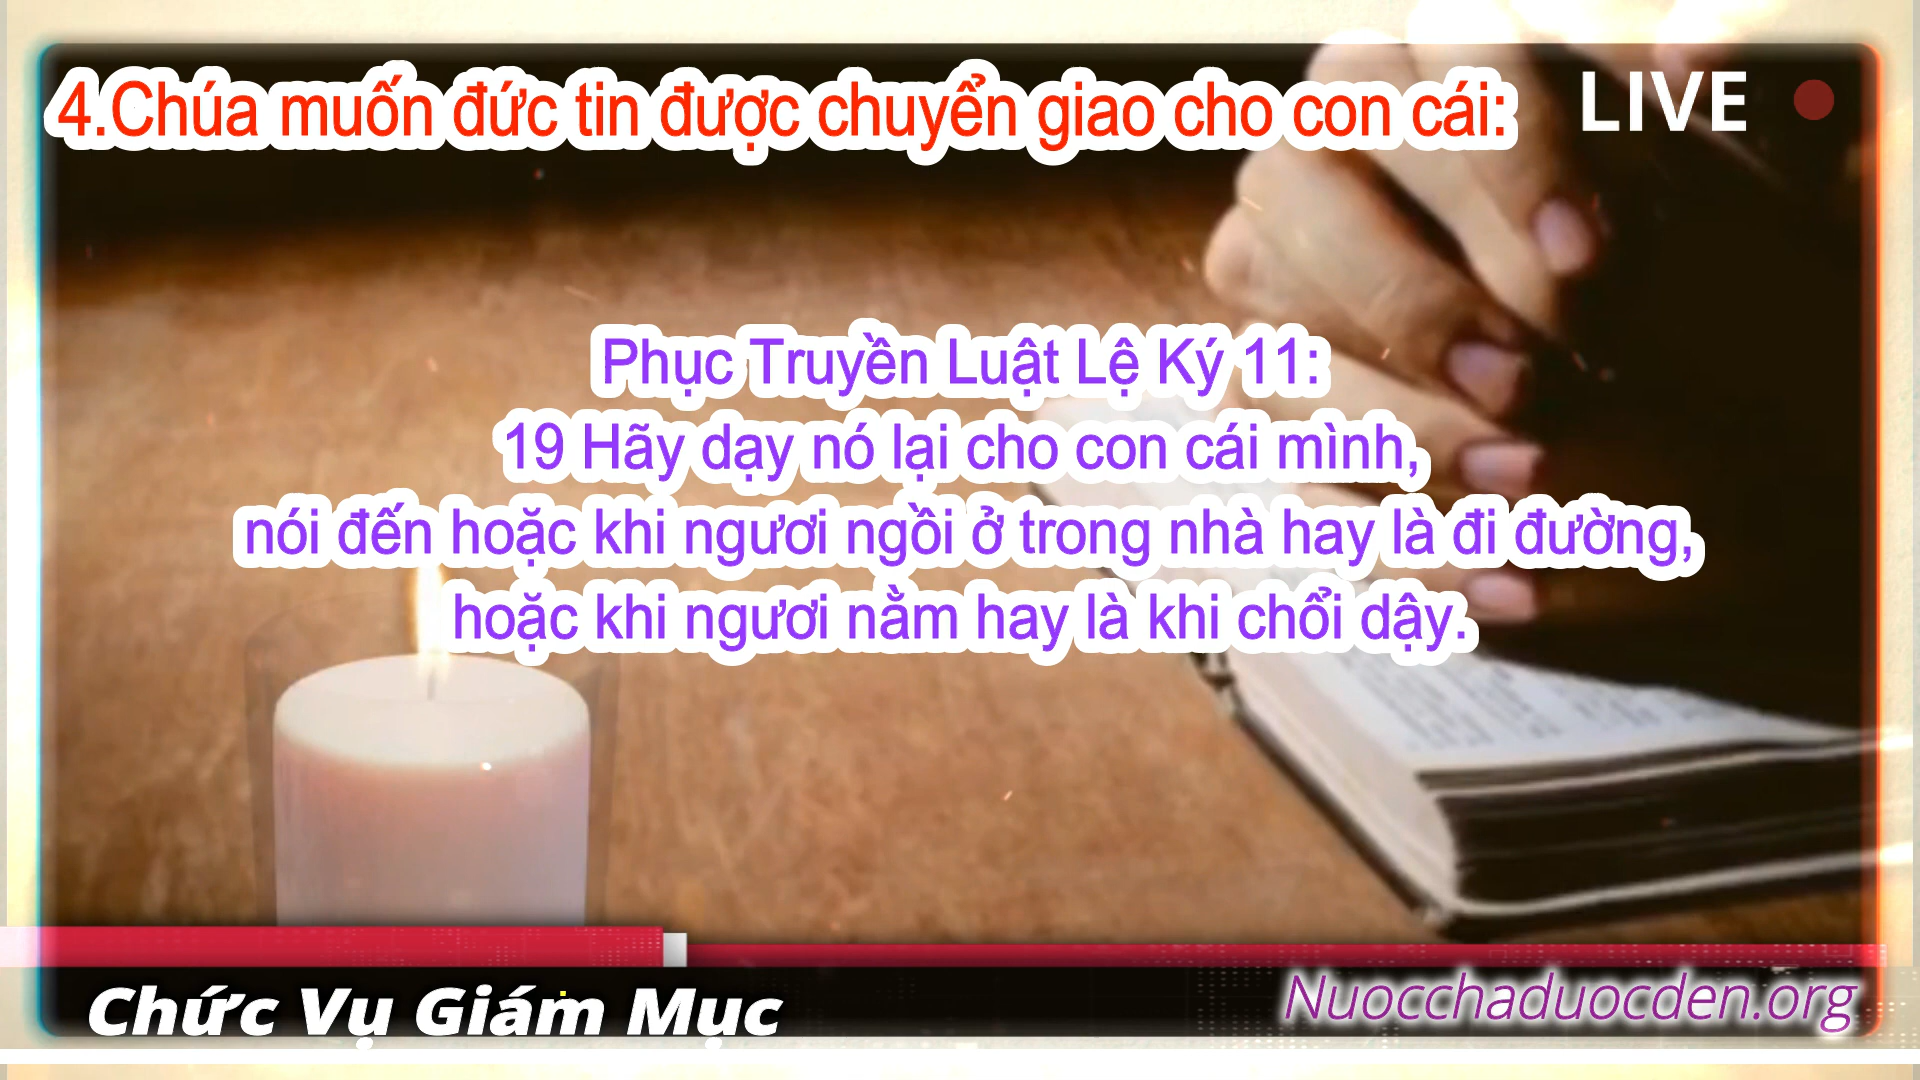 4.Chúa muốn đức tin được chuyển giao cho con cái:
LIVE
Phục Truyền Luật Lệ Ký 11:
19 Hãy dạy nó lại cho con cái mình,
nói đến hoặc khi ngươi ngồi ở trong nhà hay là đi đường,
hoặc khi ngươi nằm hay là khi chổi dậy.
Chức Vụ Giám Mục
Nuocchaduocden.org